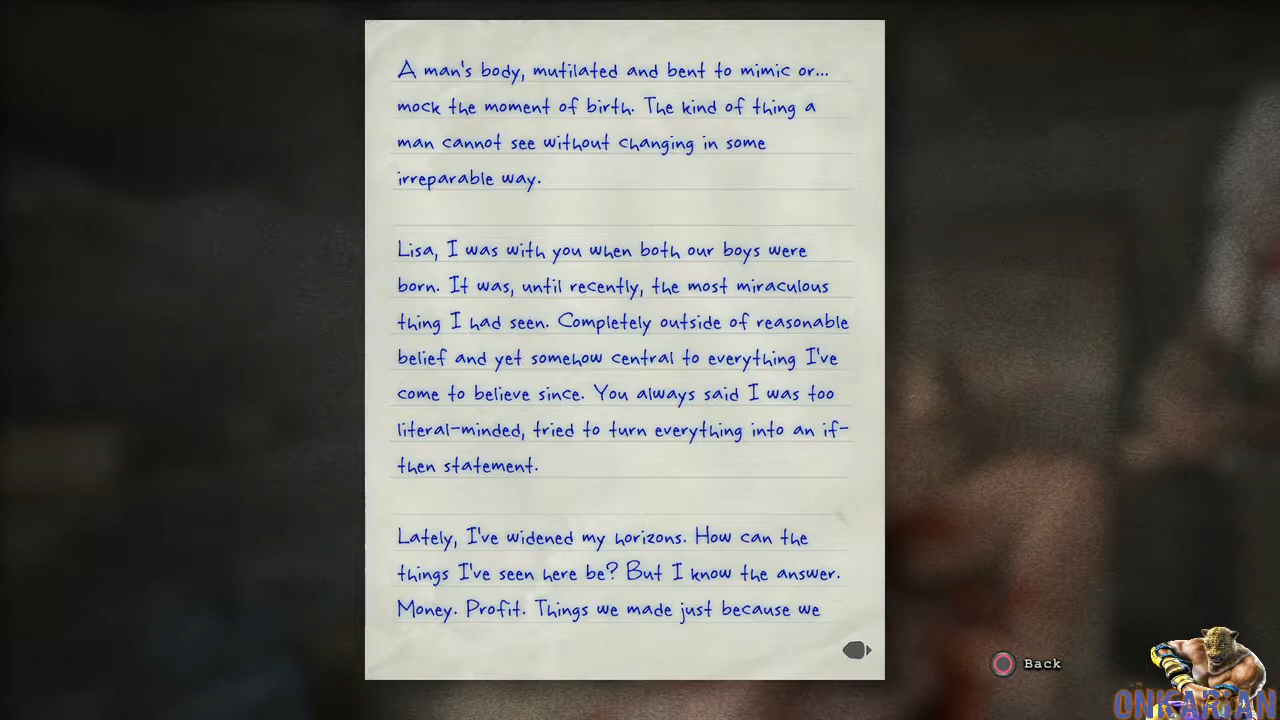 A man's body, mutilated and bent to mimic or...
mock the moment of birth. The kind of thing a
man cannot see without changing in some
irreparable way.
Lisa, I was with you when both our boys were
born. It was, until recently, the most miraculous
thing I had seen. Completely outside of reasonable
belief and yet somehow central to everything I've
come to believe since. You always said I was too
literal-minded, tried to turn everything into an if-
then statement.
Lately, I've widened my horizons. How can the
things I've seen here be? But I know the answer.
Money. Profit. Things we made just because we
Back
ONKARIAN